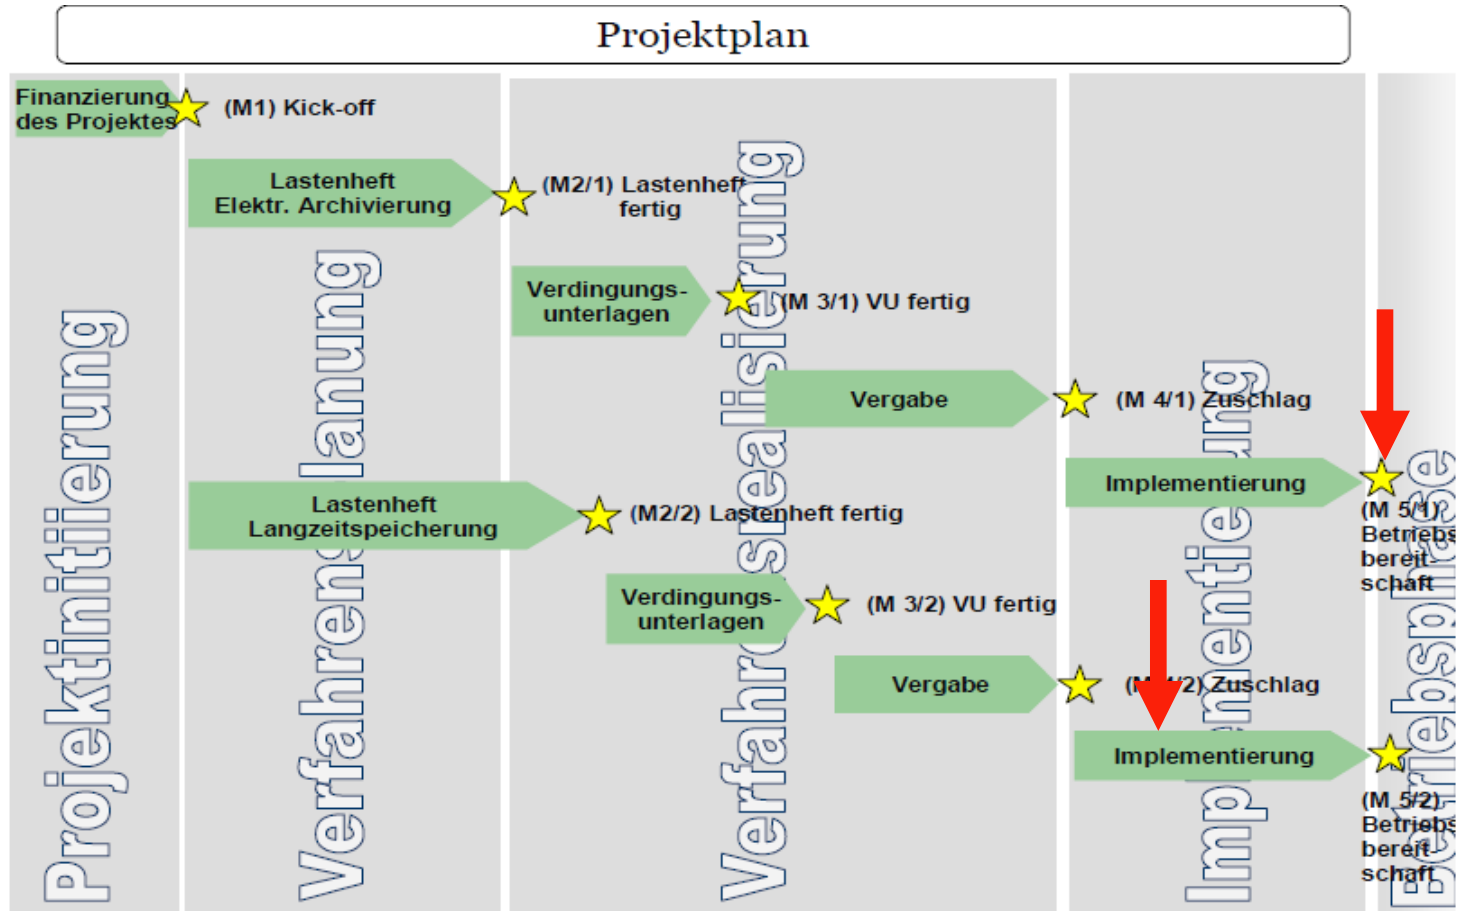 Projektplan
Finanzierung
des Projektes
(M1) Kick-off
Lastenheft
Elektr. Archivierung
(M2/1) Lastenheft
fertig
Verdingungs-
unterlagen
(M 3/1) VU fertig
Vergabe
(M 4/1) Zuschlag
Implementierung
(M 5/1)
Betriebs
bereit-
schaft
Lastenheft
Langzeitspeicherung
(M2/2) Lastenheft fertig
Verdingungs-
unterlagen
(M 3/2) VU fertig
Vergabe
(M 4/2) Zuschlag
Implementierung
(M 5/2)
Betriebs
bereit-
schaft
Projektinitiierung
Verfahrensplanung
Verfahrensrealisierung
Implementierung
Betriebsphase